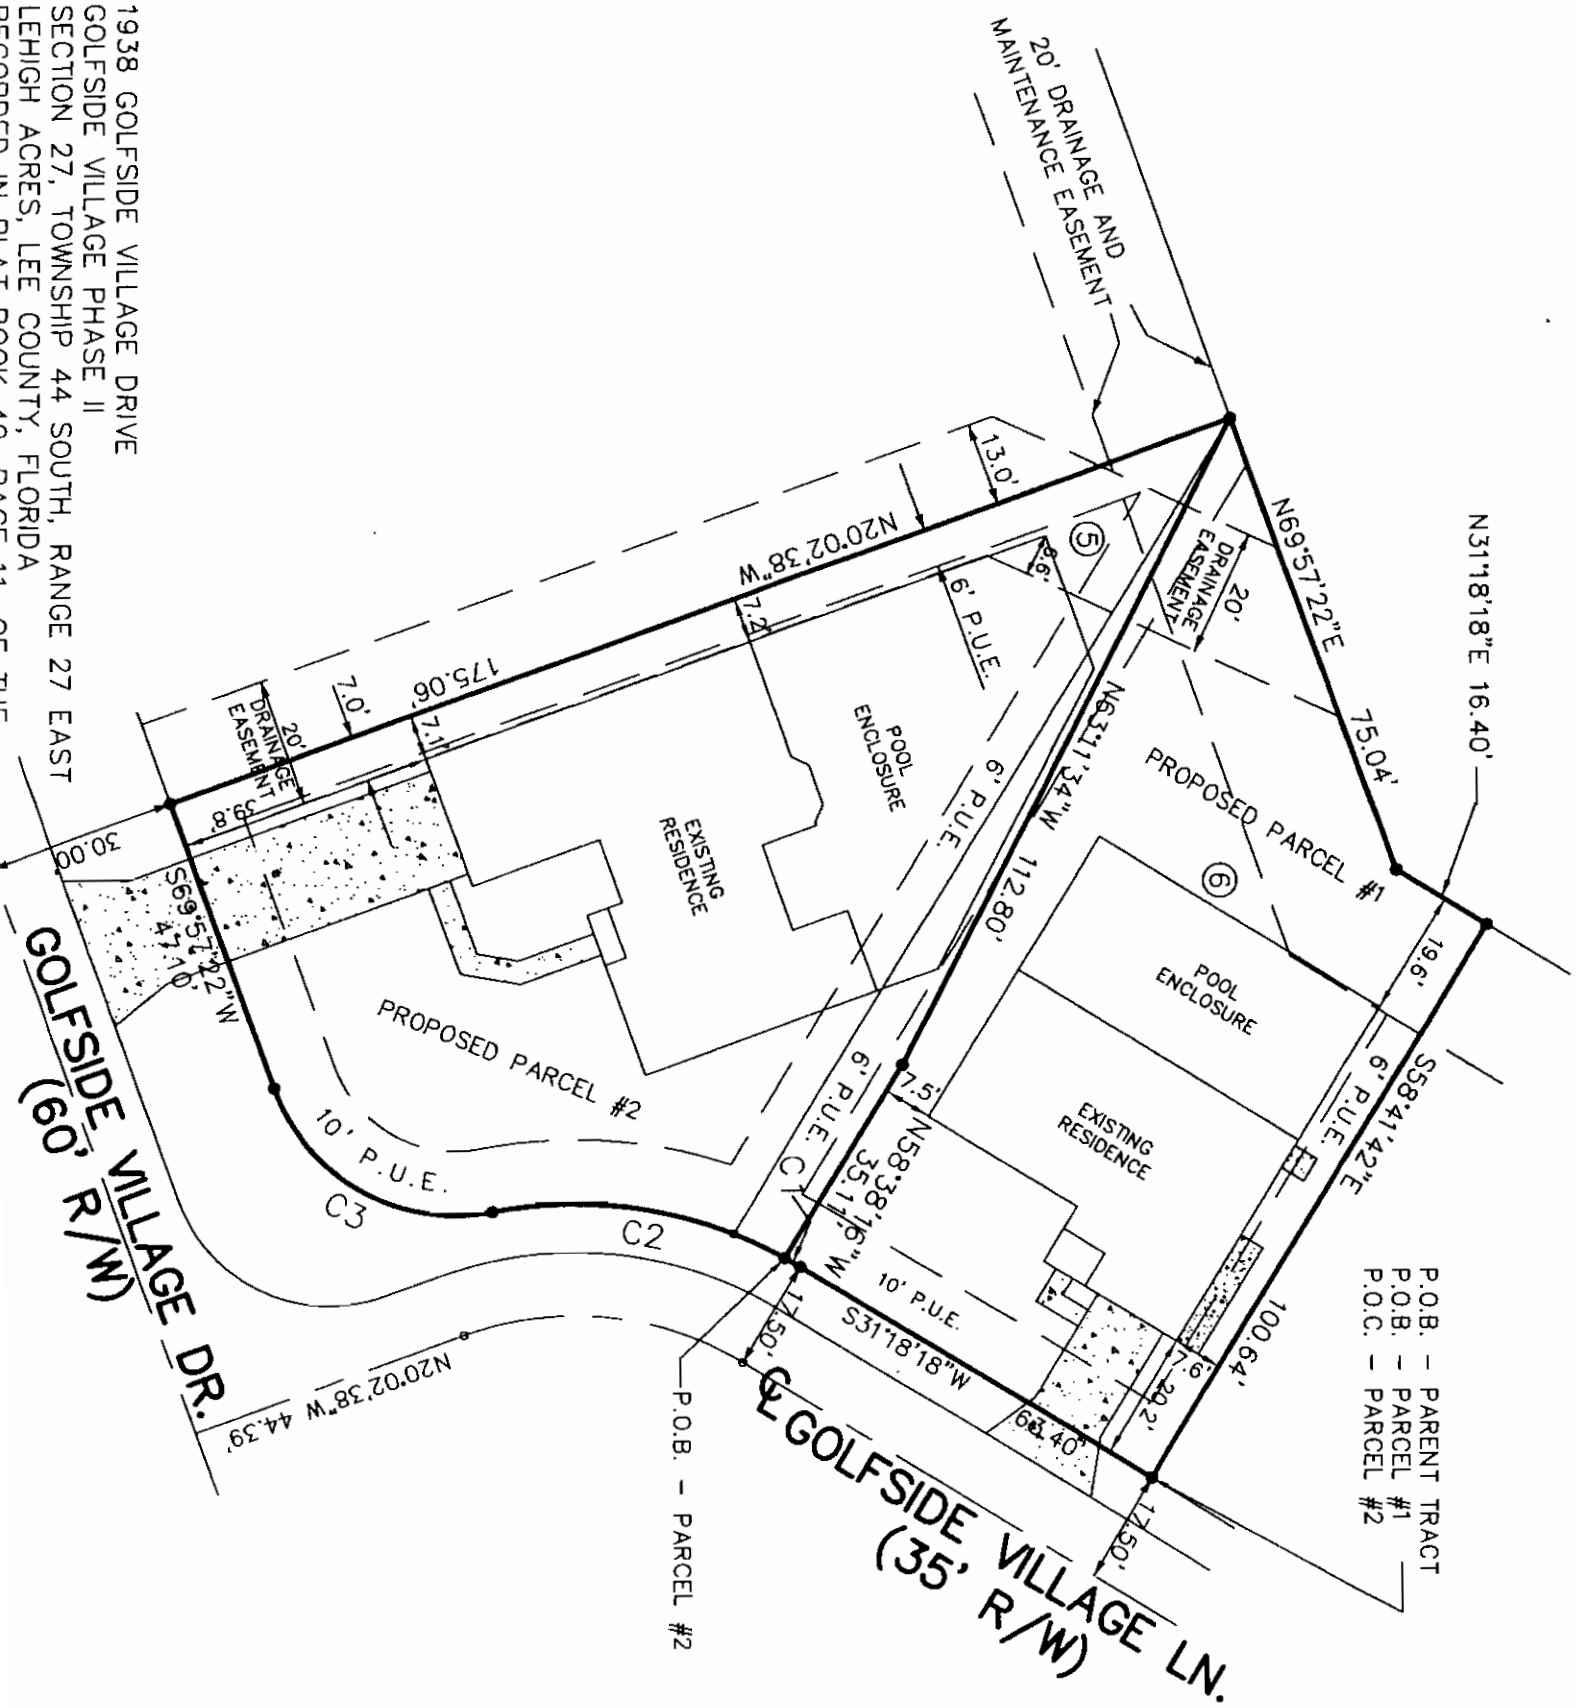 1938 GOLFSIDE VILLAGE DRIVE
GOLFSIDE VILLAGE PHASE II
SECTION 27, TOWNSHIP 44 SOUTH, RANGE 27 EAST
LEHIGH ACRES, LEE COUNTY, FLORIDA
20' DRAINAGE AND
MAINTENANCE EASEMENT
N31°18'18"E 16.40'
N69°57'22"E
75.04'
DRAINAGE
EASEMENT
20'
13.0'
5
8.6'
6' P.U.E.
N20°02'38"W
175.06'
7.2'
7.1'
7.0'
20'
DRAINAGE
EASEMENT
39.8'
30.00
N63°11'34"W
112.80'
6' P.U.E.
PROPOSED PARCEL #1
6
POOL
ENCLOSURE
EXISTING
RESIDENCE
POOL
ENCLOSURE
EXISTING
RESIDENCE
19.6'
6' P.U.E.
S58°41'42"E
100.64'
P.O.B. - PARENT TRACT
P.O.B. - PARCEL #1
P.O.C. - PARCEL #2
7.5'
N58°38'16"W
35.11'
6' P.U.E.
C1
10' P.U.E.
S31°18'18"W
63.40'
7.6'
20.2'
17.50'
17.50'
PROPOSED PARCEL #2
S69°57'22"W
47.10'
10' P.U.E.
C3
C2
P.O.B. - PARCEL #2
N20°02'38"W 44.39'
GOLFSIDE VILLAGE DR.
(60' R/W)
CL GOLFSIDE VILLAGE LN.
(35' R/W)